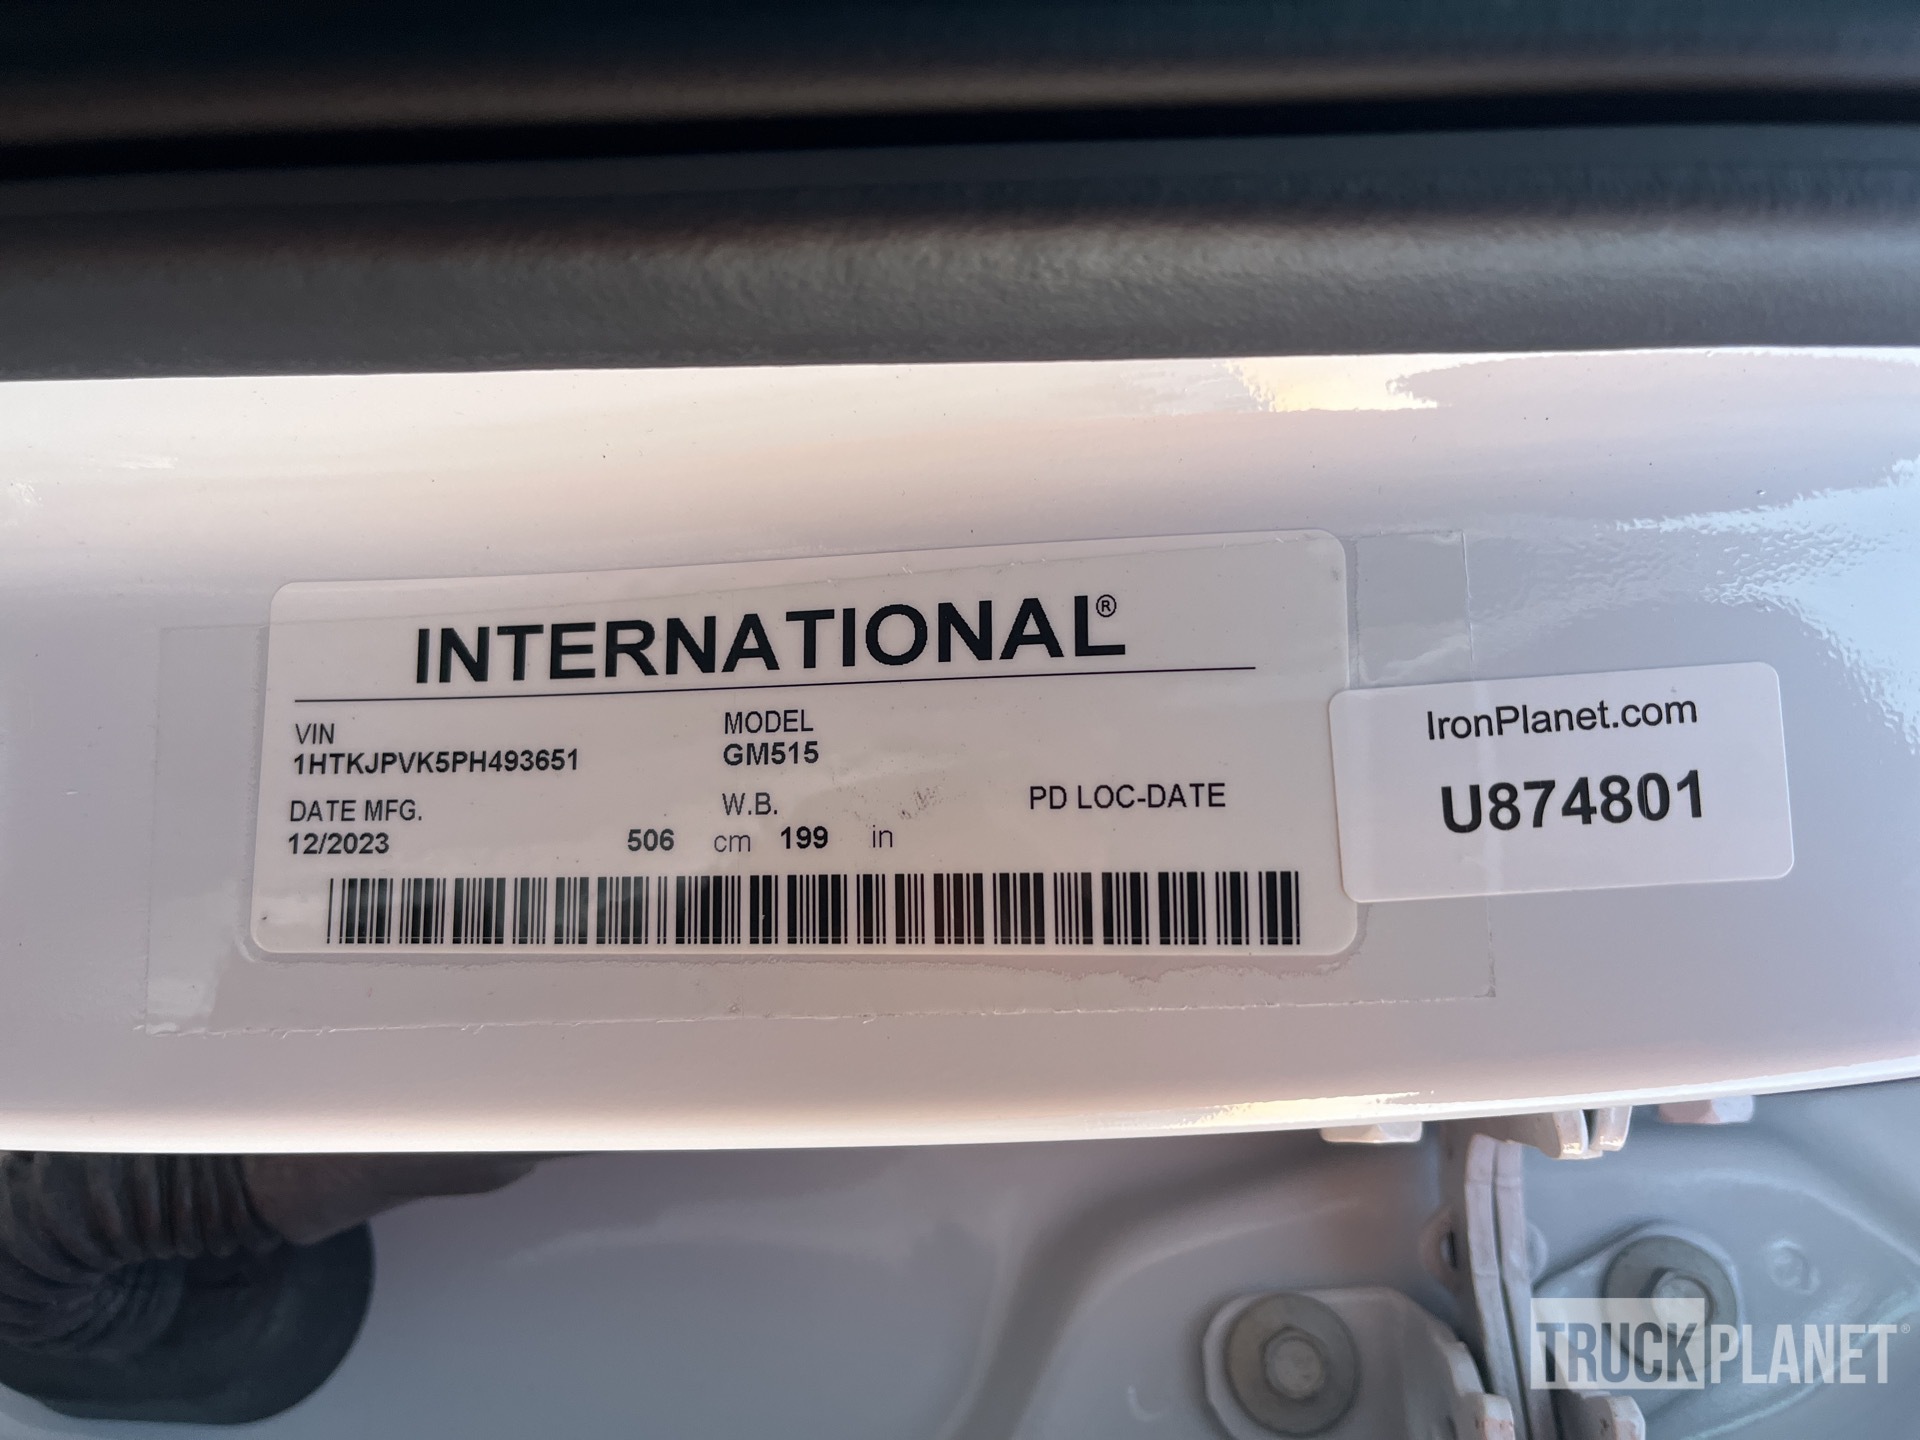 INTERNATIONAL®
VIN
1HTKJPVK5PH493651
MODEL
GM515
DATE MFG.
12/2023
W.B.
506 cm 199 in
PD LOC-DATE
IronPlanet.com
U874801
TRUCKPLANET®